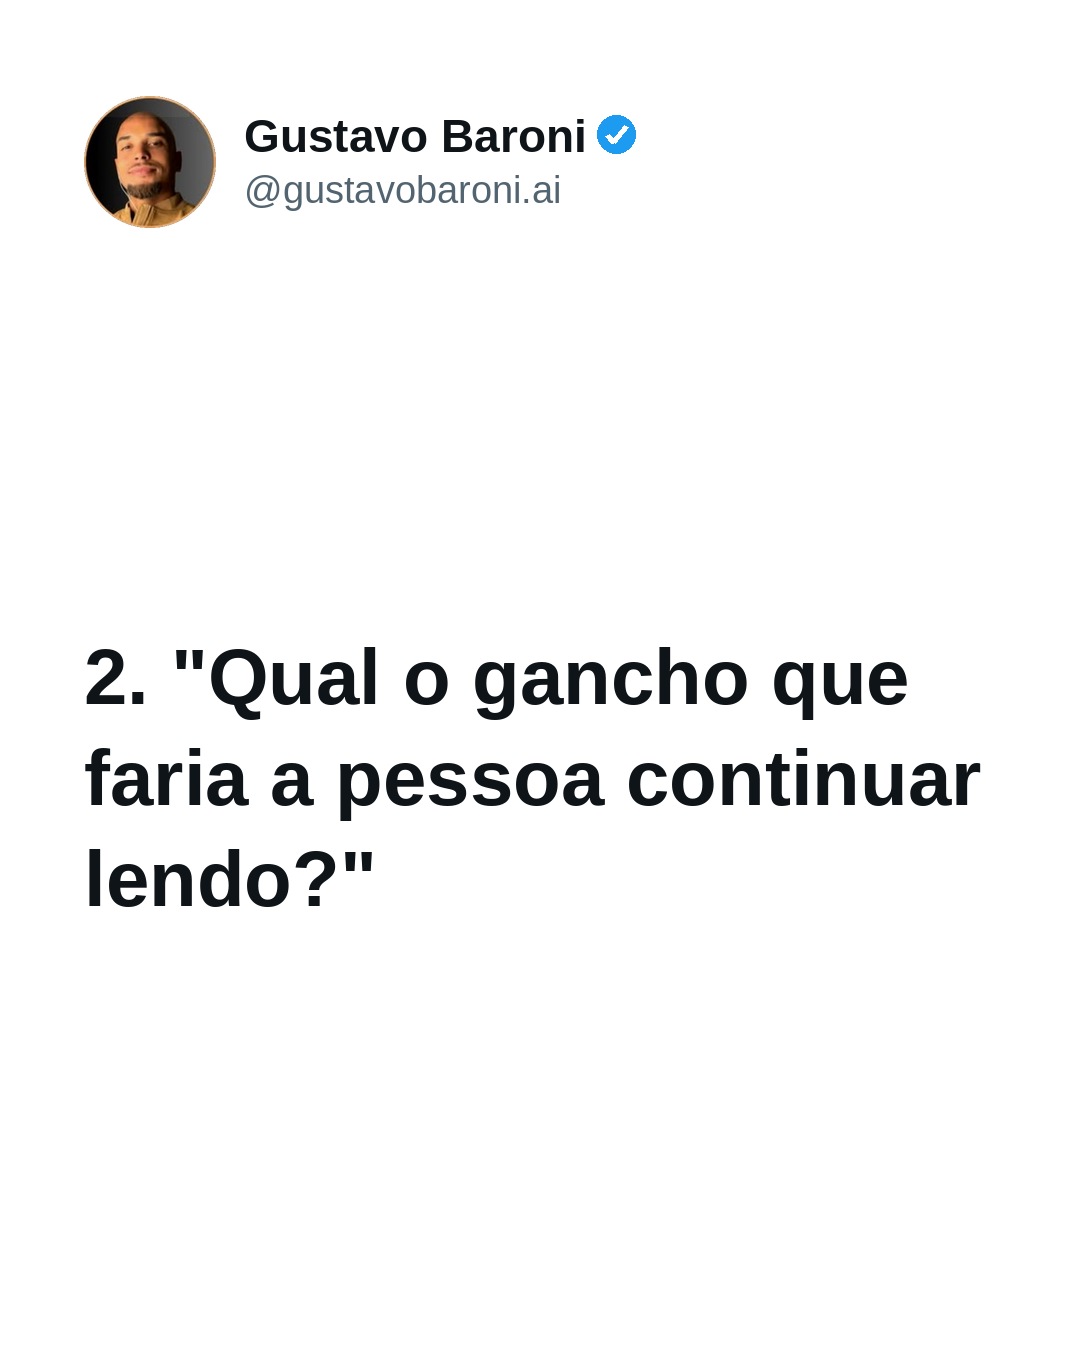 Gustavo Baroni
@gustavobaroni.ai
2. "Qual o gancho que
faria a pessoa continuar
lendo?"